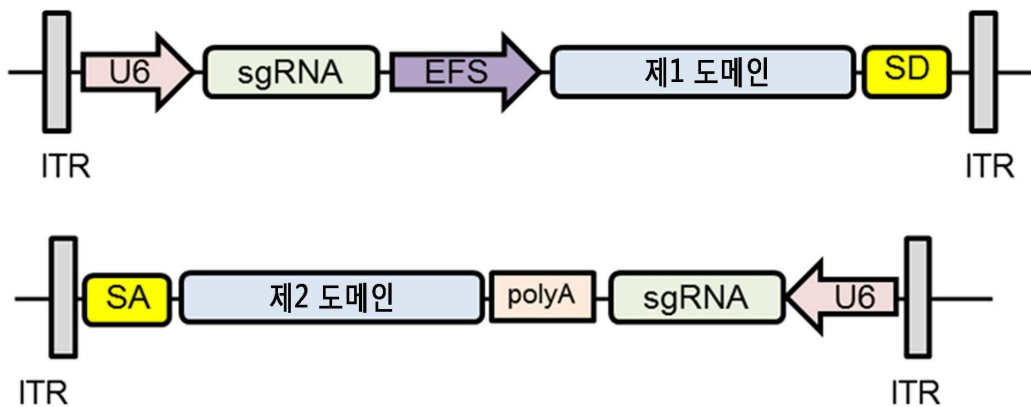 U6 sgRNA EFS 제1 도메인 SD
ITR ITR
SA 제2 도메인 polyA sgRNA U6
ITR ITR